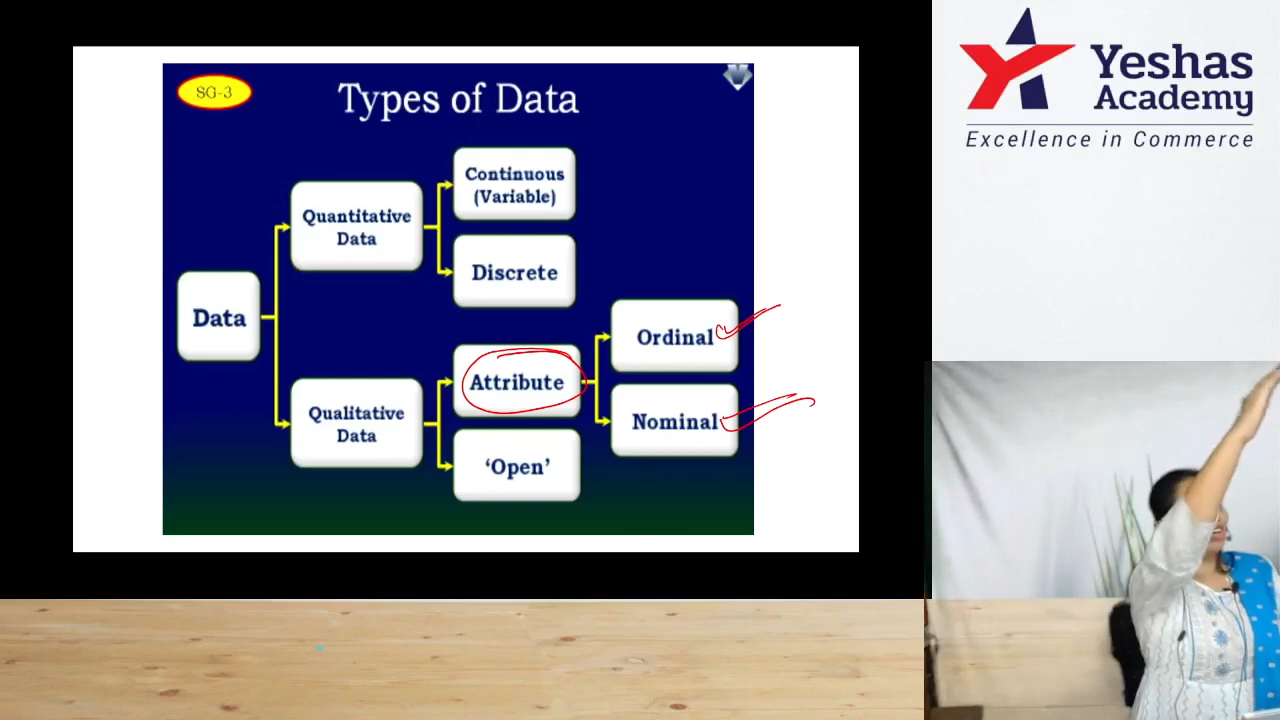 SG-3
Types of Data
Data
Quantitative
Data
Continuous
(Variable)
Discrete
Qualitative
Data
Attribute
'Open'
Ordinal
Nominal
Yeshas
Academy
Excellence in Commerce